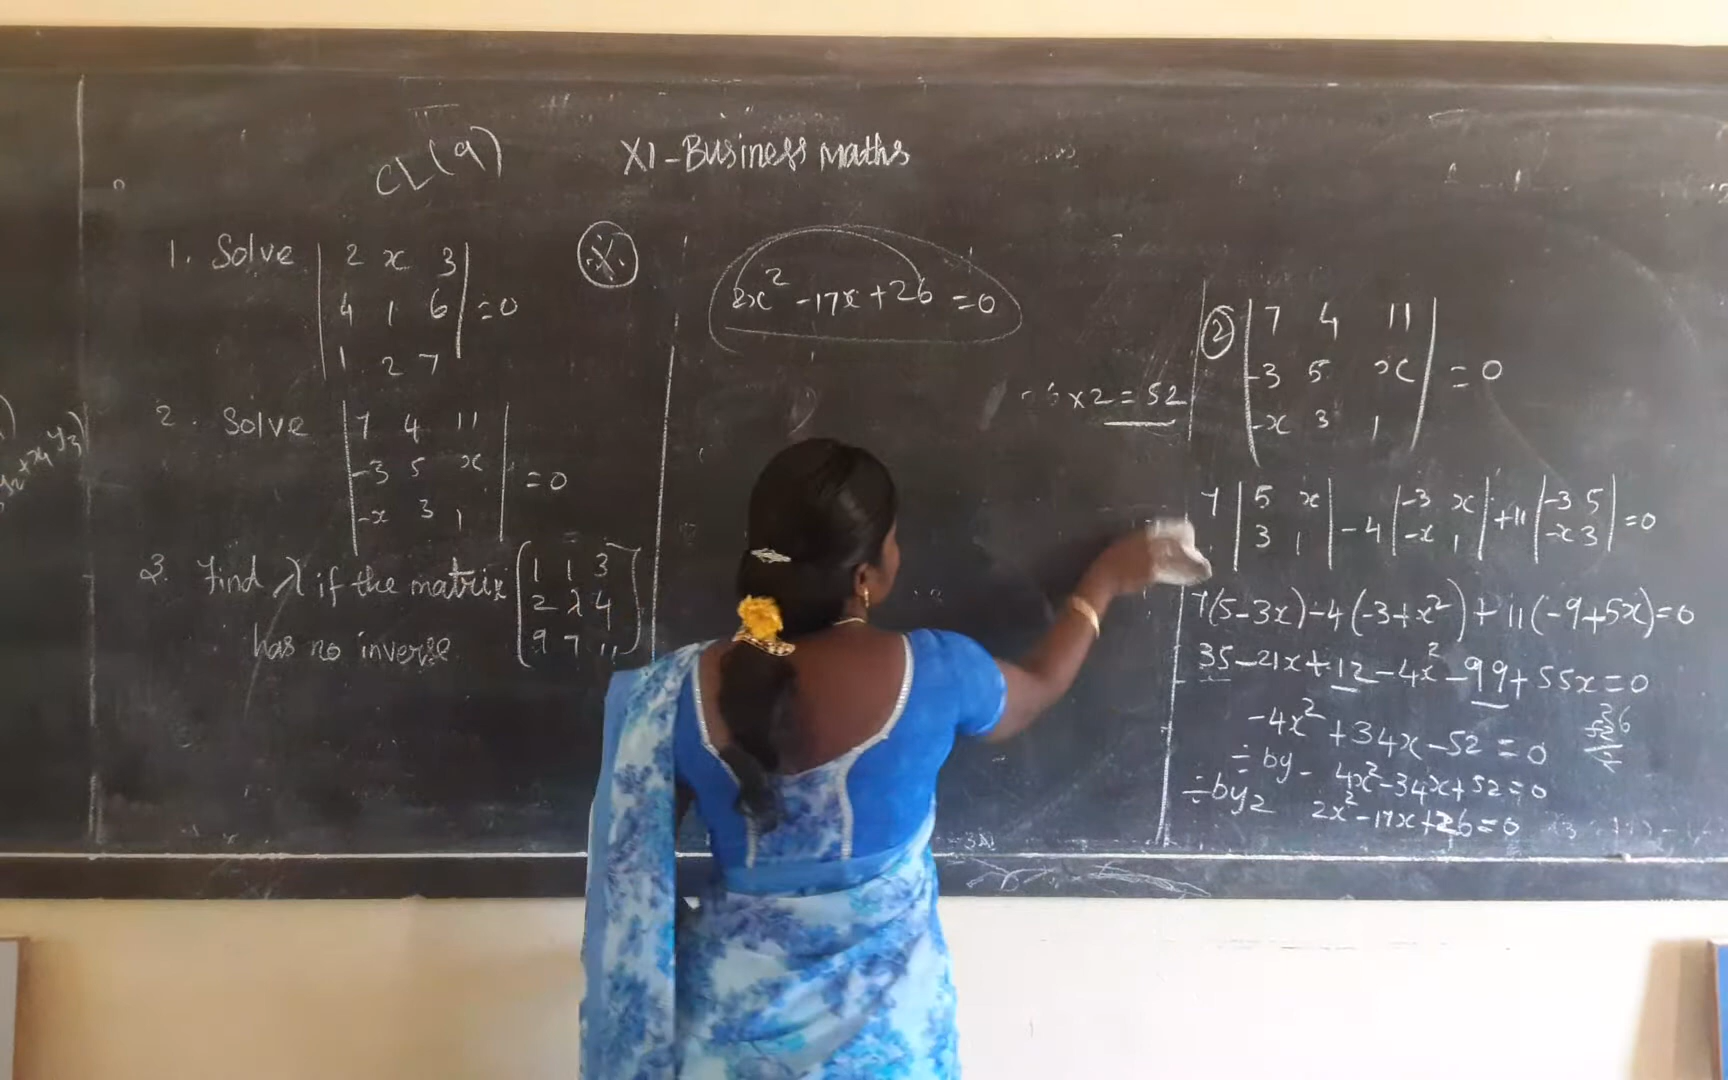 CL(9)
XI-Business Maths
1. Solve | 2 x 3 |
| 4 1 6 | = 0
| 1 2 7 |
2. Solve | 7 4 11 |
| -3 5 x | = 0
| -x 3 1 |
3. Find λ if the matrix [ 1 1 3 ]
[ 2 λ 4 ]
has no inverse [ 9 7 11 ]
2x² - 17x + 26 = 0
x 2 = 52
② | 7 4 11 |
| -3 5 x | = 0
| -x 3 1 |
7 | 5 x | - 4 | -3 x | + 11 | -3 5 | = 0
| 3 1 | | -x 1 | | -x 3 |
7(5-3x) - 4(-3+x²) + 11(-9+5x) = 0
35 - 21x + 12 - 4x² - 99 + 55x = 0
-4x² + 34x - 52 = 0
÷ by - 4x² - 34x + 52 = 0
÷ by 2 2x² - 17x + 26 = 0